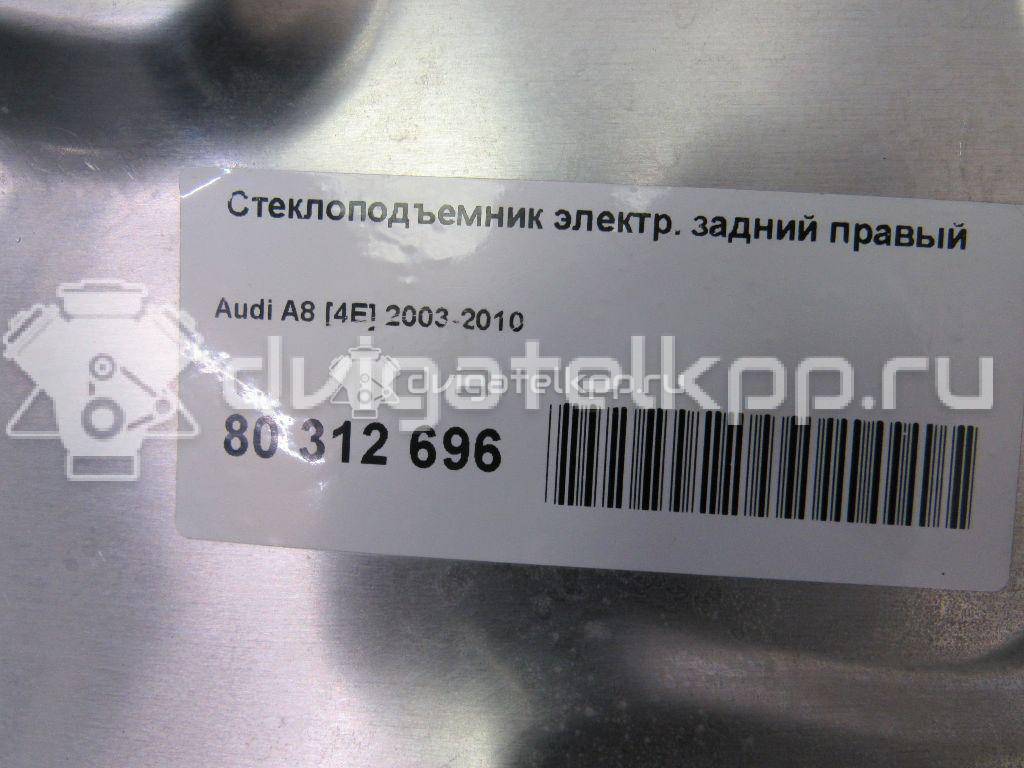 Стеклоподъемник электр. задний правый
Audi A8 [4E] 2003-2010
dvigatelkpp.ru
dvigatelkpp.ru
80 312 696